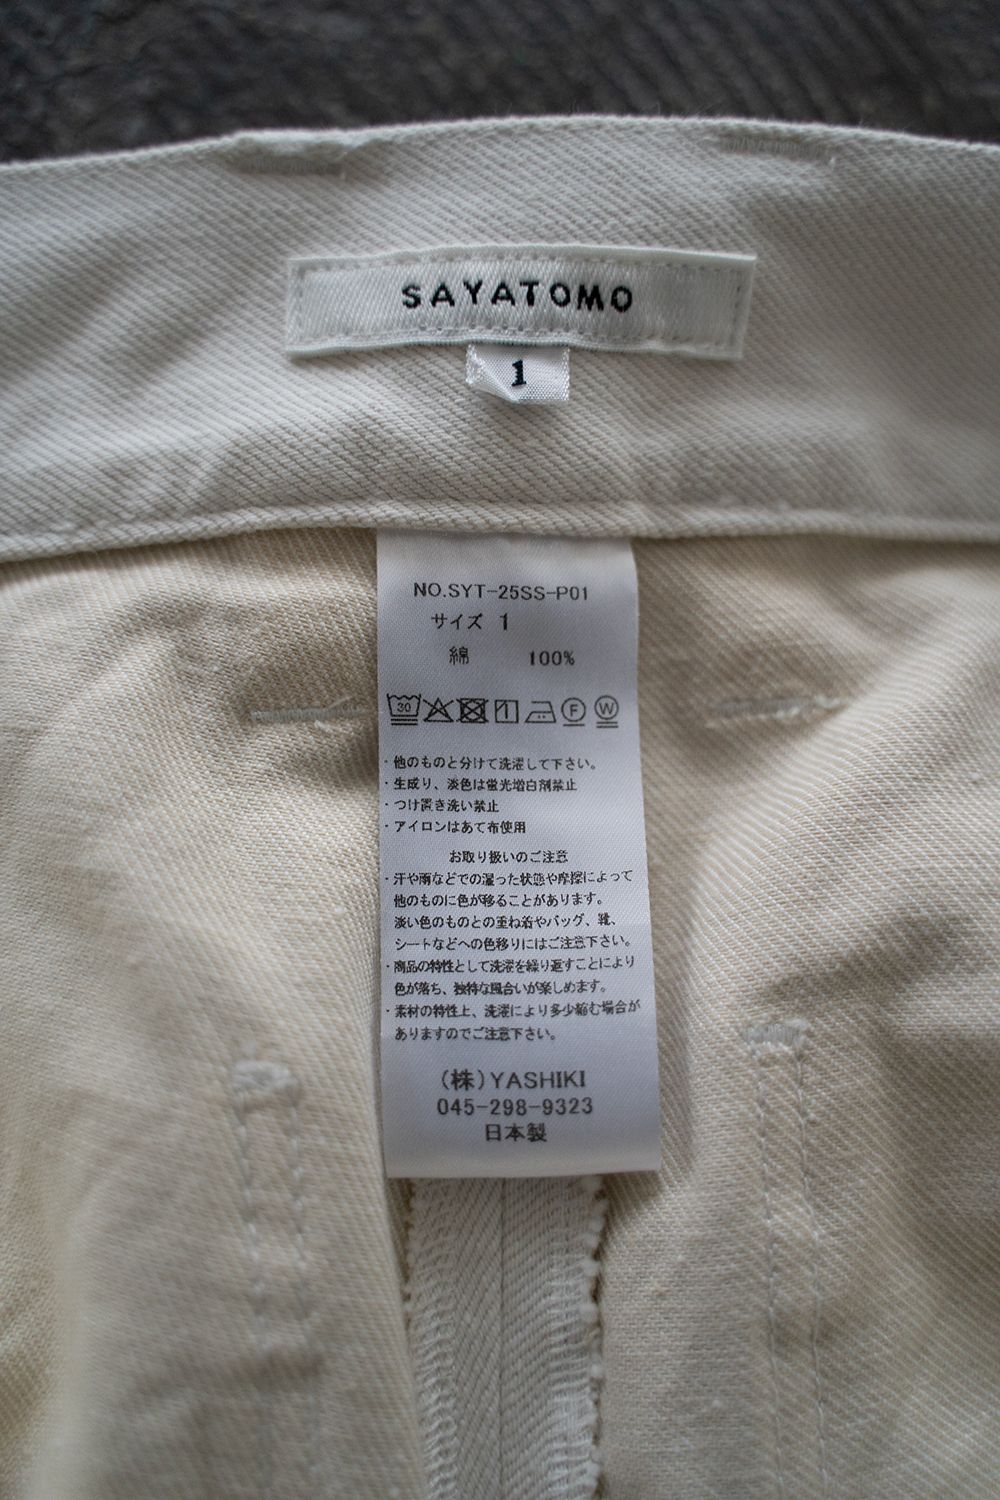 SAYATOMO
1
NO.SYT-25SS-P01
サイズ 1
綿 100%
30 F W
・他のものと分けて洗濯して下さい。
・生成り、淡色は蛍光増白剤禁止
・つけ置き洗い禁止
・アイロンはあて布使用
お取り扱いのご注意
・汗や雨などでの湿った状態や摩擦によって
他のものに色が移ることがあります。
淡い色のものとの重ね着やバッグ、靴、
シートなどへの色移りにはご注意下さい。
・商品の特性として洗濯を繰り返すことにより
色が落ち、独特な風合いが楽しめます。
・素材の特性上、洗濯により多少縮む場合が
ありますのでご注意下さい。
(株)YASHIKI
045-298-9323
日本製